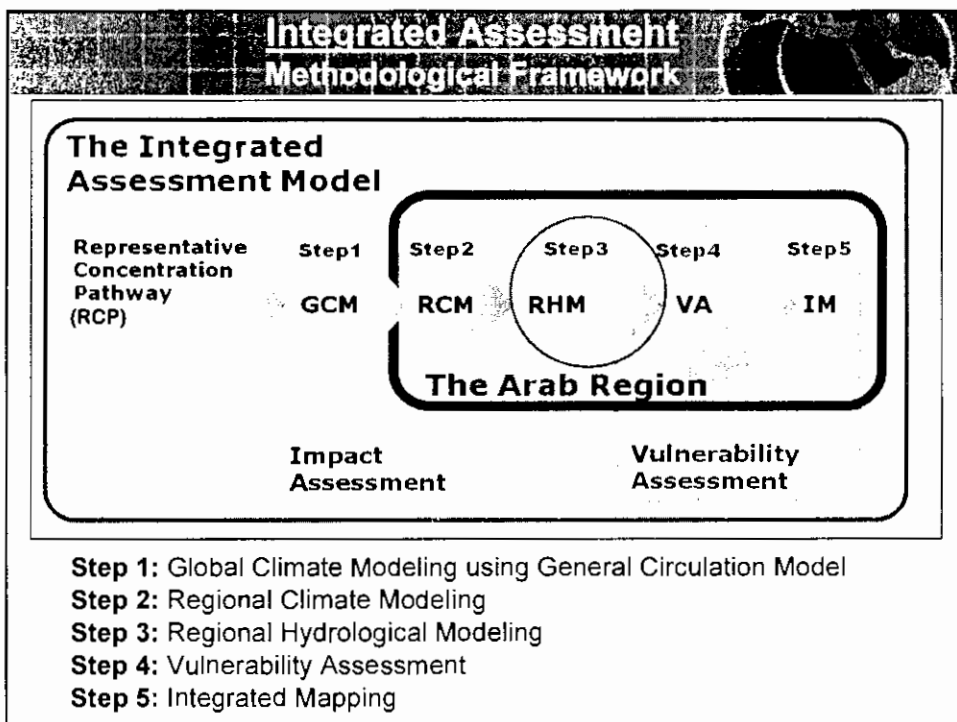 Integrated Assessment
Methodological Framework
The Integrated
Assessment Model
Representative
Concentration
Pathway
(RCP)
Step1 Step2 Step3 Step4 Step5
GCM RCM RHM VA IM
The Arab Region
Impact
Assessment
Vulnerability
Assessment
Step 1: Global Climate Modeling using General Circulation Model
Step 2: Regional Climate Modeling
Step 3: Regional Hydrological Modeling
Step 4: Vulnerability Assessment
Step 5: Integrated Mapping